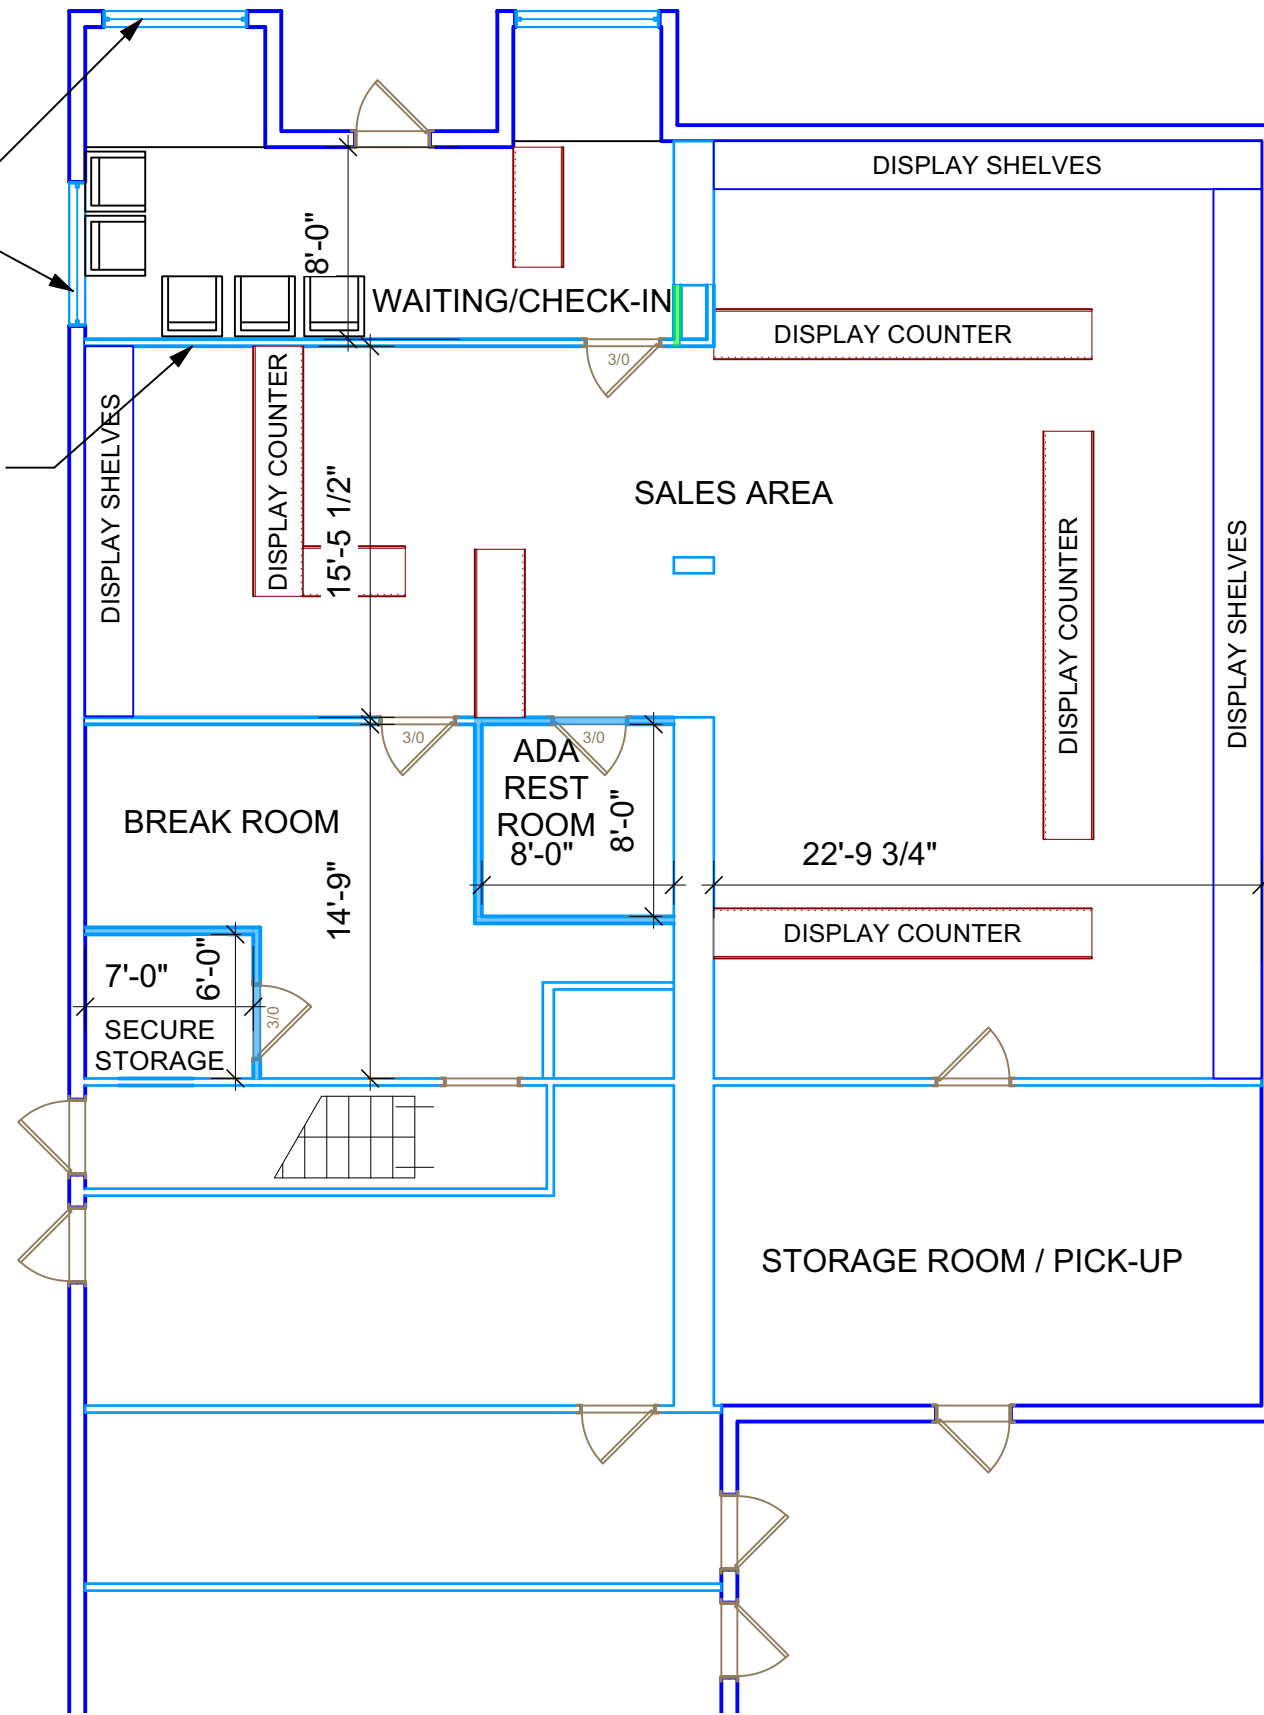 DISPLAY SHELVES
8'-0"
WAITING/CHECK-IN
DISPLAY COUNTER
3/0
DISPLAY SHELVES
DISPLAY COUNTER
15'-5 1/2"
SALES AREA
DISPLAY COUNTER
DISPLAY SHELVES
3/0
3/0
ADA
REST
ROOM
8'-0"
8'-0"
BREAK ROOM
22'-9 3/4"
14'-9"
DISPLAY COUNTER
7'-0"
6'-0"
3/0
SECURE
STORAGE
STORAGE ROOM / PICK-UP